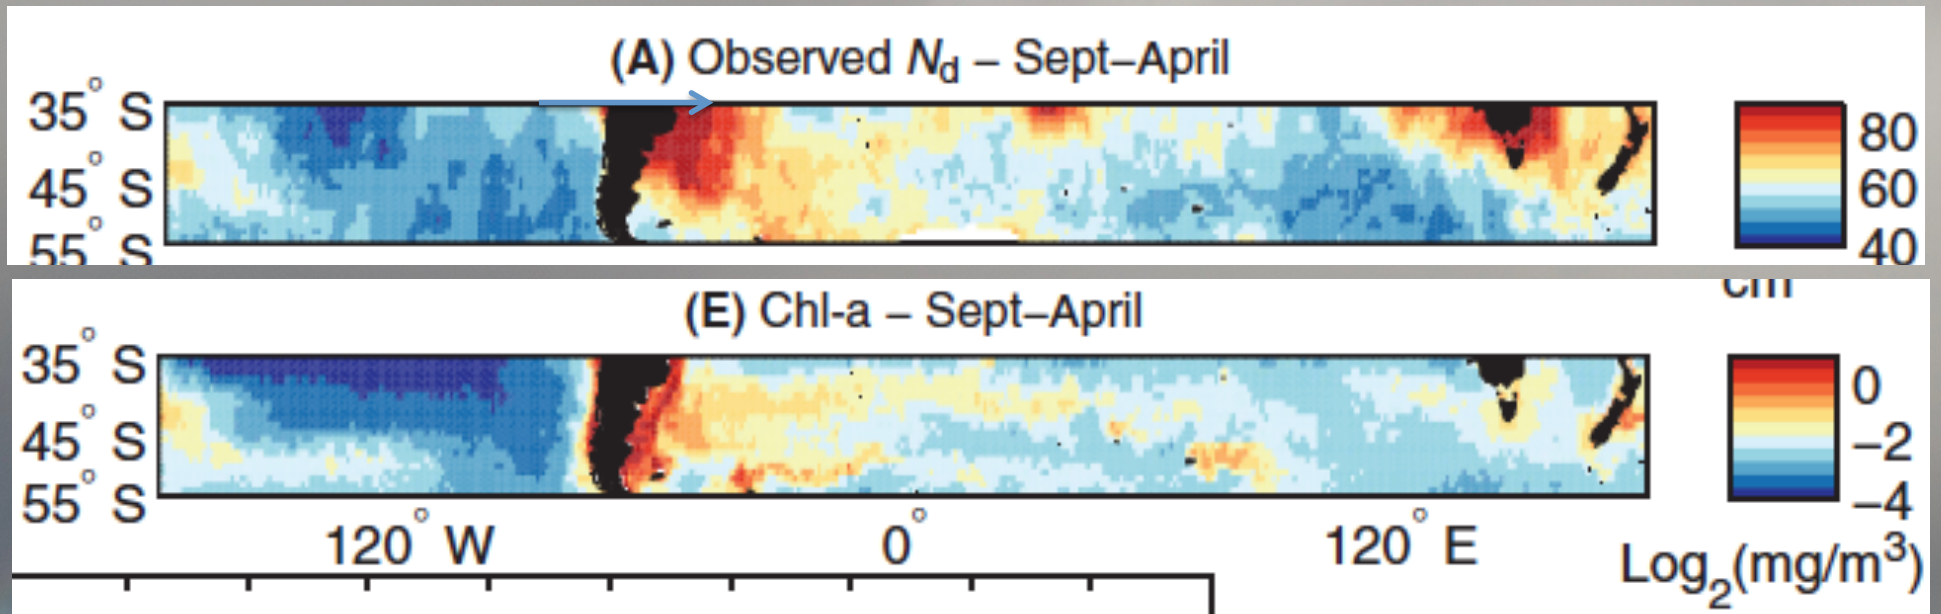 (A) Observed Nd – Sept–April
35° S
45° S
55° S
80
60
40
cm
(E) Chl-a – Sept–April
35° S
45° S
55° S
0
–2
–4
120° W
0°
120° E
Log2(mg/m³)